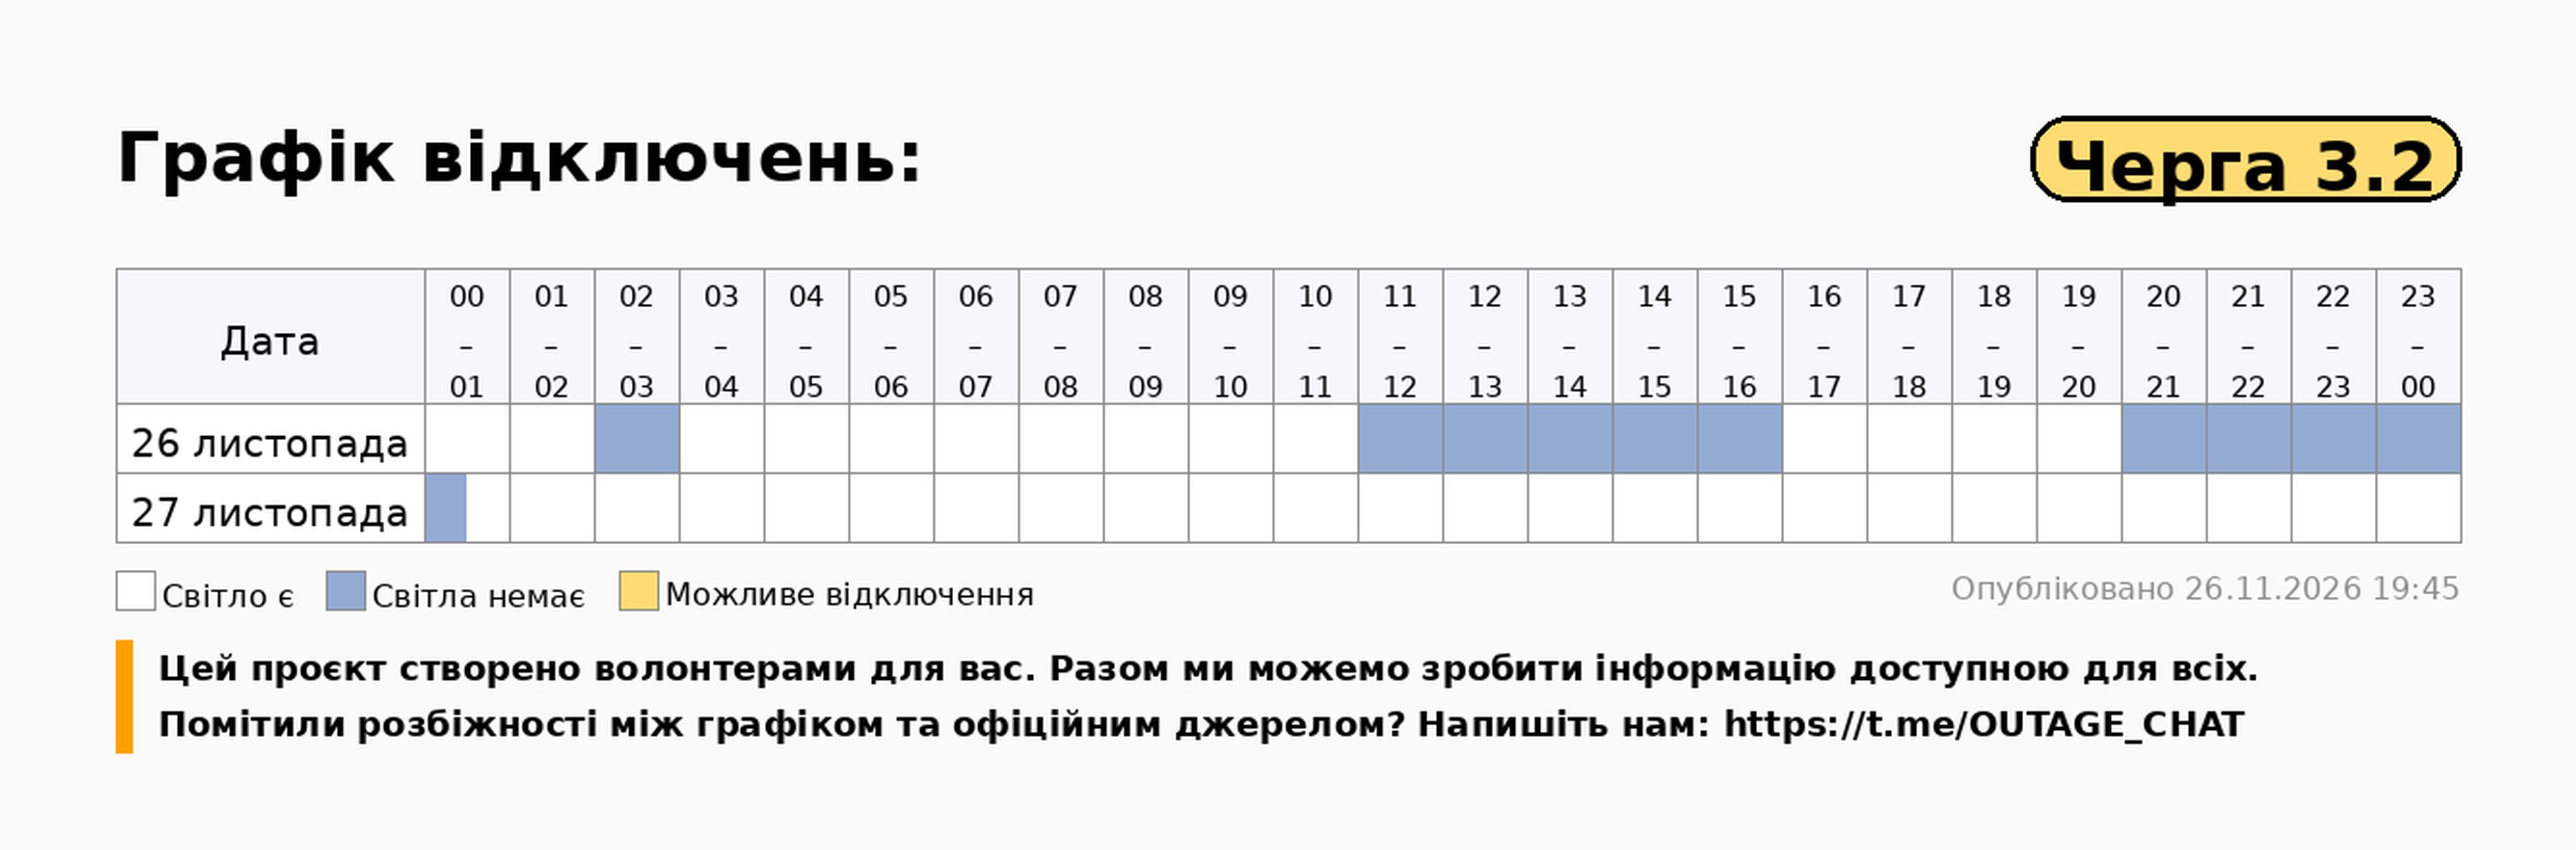 Графік відключень:
Черга 3.2
Дата 00 – 01 01 – 02 02 – 03 03 – 04 04 – 05 05 – 06 06 – 07 07 – 08 08 – 09 09 – 10 10 – 11 11 – 12 12 – 13 13 – 14 14 – 15 15 – 16 16 – 17 17 – 18 18 – 19 19 – 20 20 – 21 21 – 22 22 – 23 23 – 00
26 листопада
27 листопада
Світло є Світла немає Можливе відключення
Опубліковано 26.11.2026 19:45
Цей проєкт створено волонтерами для вас. Разом ми можемо зробити інформацію доступною для всіх.
Помітили розбіжності між графіком та офіційним джерелом? Напишіть нам: https://t.me/OUTAGE_CHAT